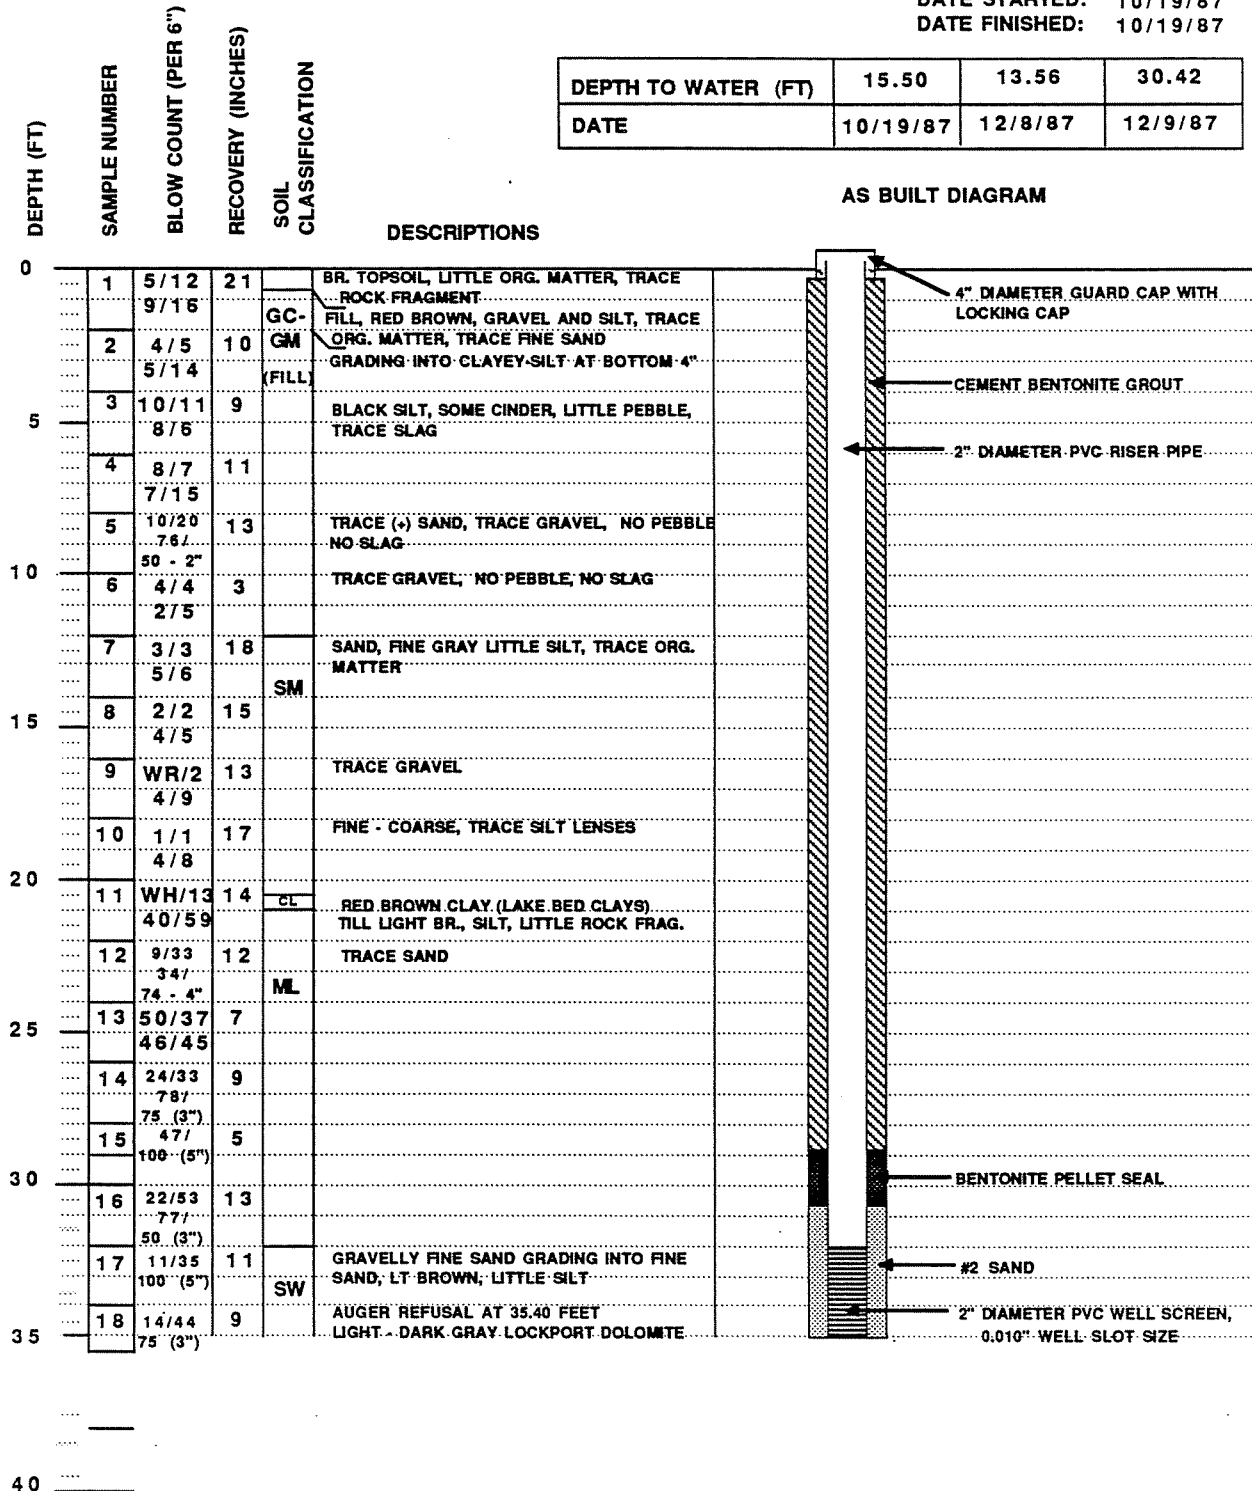 DATE STARTED: 10/19/87
DATE FINISHED: 10/19/87
DEPTH TO WATER (FT) 15.50 13.56 30.42
DATE 10/19/87 12/8/87 12/9/87
AS BUILT DIAGRAM
DEPTH (FT)
SAMPLE NUMBER
BLOW COUNT (PER 6")
RECOVERY (INCHES)
SOIL
CLASSIFICATION
DESCRIPTIONS
0
1 5/12 21 BR. TOPSOIL, LITTLE ORG. MATTER, TRACE
9/16 ROCK FRAGMENT
GC- FILL, RED BROWN, GRAVEL AND SILT, TRACE
2 4/5 10 GM ORG. MATTER, TRACE FINE SAND
5/14 GRADING INTO CLAYEY-SILT AT BOTTOM 4"
(FILL)
3 10/11 9 BLACK SILT, SOME CINDER, LITTLE PEBBLE,
5 8/6 TRACE SLAG
4 8/7 11
7/15
5 10/20 13 TRACE (+) SAND, TRACE GRAVEL, NO PEBBLE
76/ NO SLAG
50 - 2"
10
6 4/4 3 TRACE GRAVEL, NO PEBBLE, NO SLAG
2/5
7 3/3 18 SAND, FINE GRAY LITTLE SILT, TRACE ORG.
5/6 MATTER
SM
8 2/2 15
15 4/5
9 WR/2 13 TRACE GRAVEL
4/9
10 1/1 17 FINE - COARSE, TRACE SILT LENSES
4/8
20
11 WH/13 14 CL RED BROWN CLAY (LAKE BED CLAYS)
40/59 TILL LIGHT BR., SILT, LITTLE ROCK FRAG.
12 9/33 12 TRACE SAND
34/
74 - 4" ML
13 50/37 7
25 46/45
14 24/33 9
78/
75 (3")
15 47/ 5
100 (5")
30
16 22/53 13
77/
50 (3")
17 11/35 11 GRAVELLY FINE SAND GRADING INTO FINE
100 (5") SAND, LT BROWN, LITTLE SILT
SW
18 14/44 9 AUGER REFUSAL AT 35.40 FEET
35 75 (3") LIGHT - DARK GRAY LOCKPORT DOLOMITE
40
4" DIAMETER GUARD CAP WITH
LOCKING CAP
CEMENT BENTONITE GROUT
2" DIAMETER PVC RISER PIPE
BENTONITE PELLET SEAL
#2 SAND
2" DIAMETER PVC WELL SCREEN,
0.010" WELL SLOT SIZE